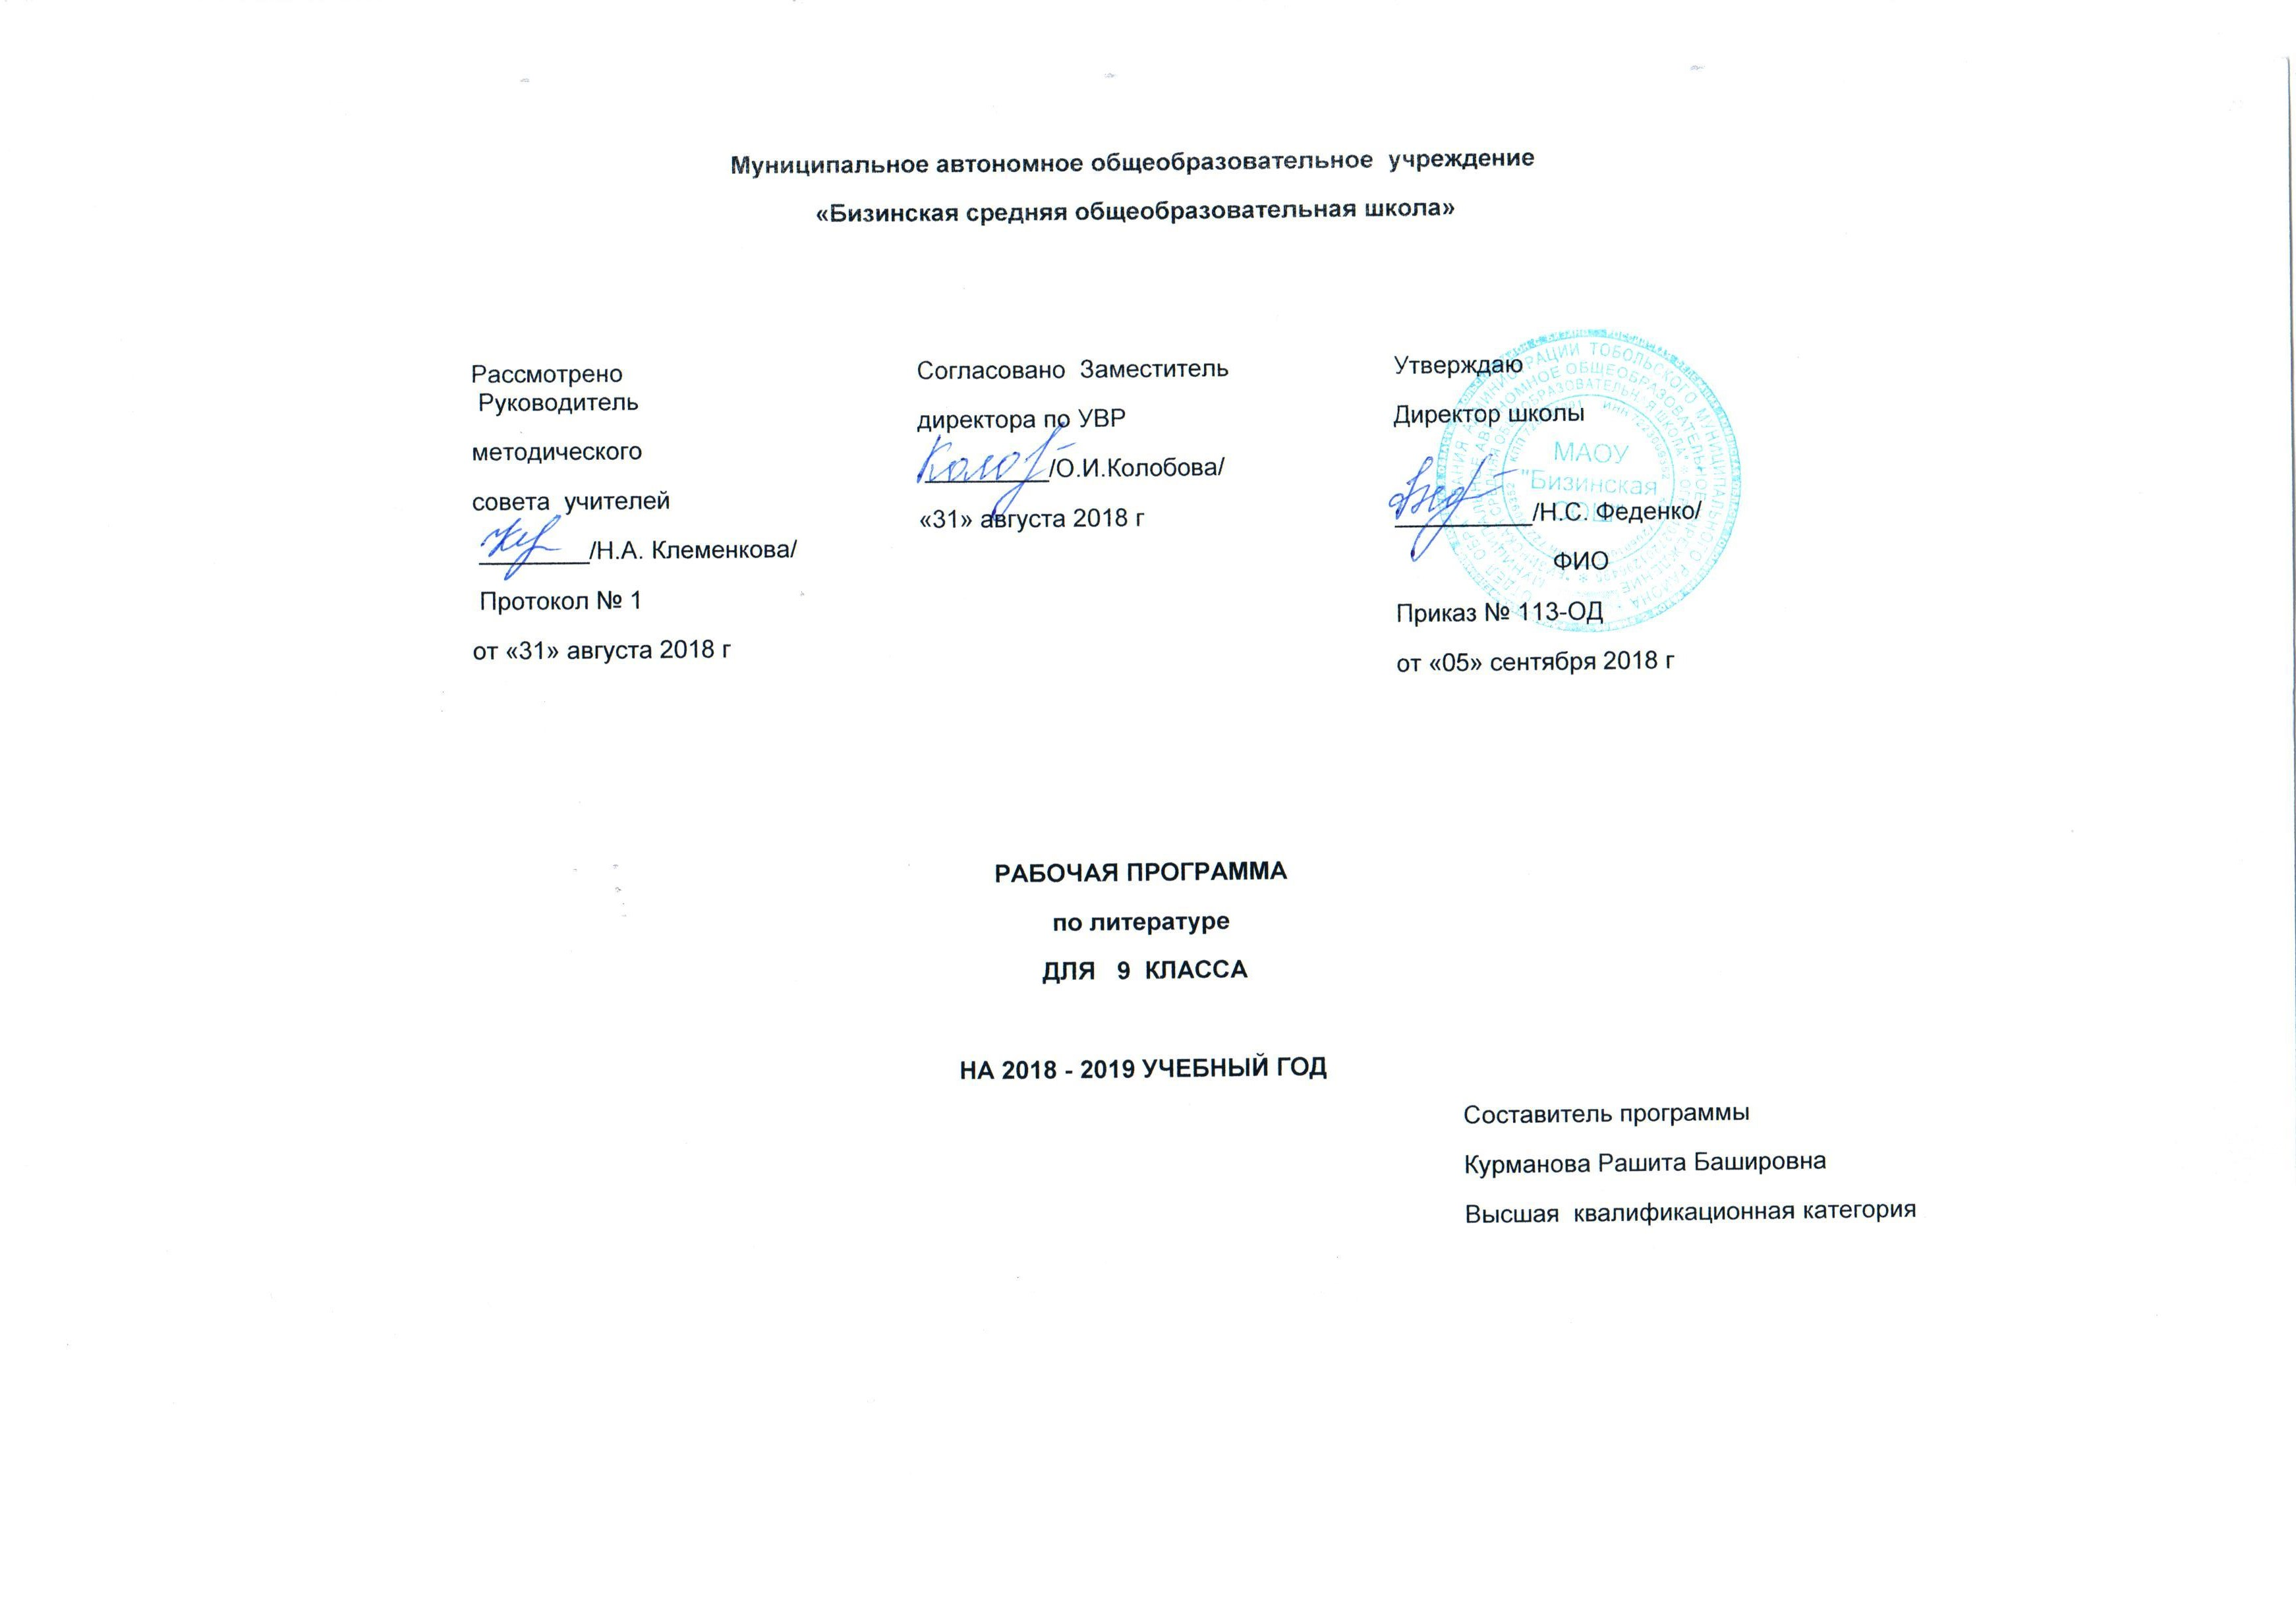 Муниципальное автономное общеобразовательное учреждение
«Бизинская средняя общеобразовательная школа»
Рассмотрено
Руководитель
методического
совета учителей
/Н.А. Клеменкова/
Протокол № 1
от «31» августа 2018 г
Согласовано Заместитель
директора по УВР
/О.И.Колобова/
«31» августа 2018 г
Утверждаю
Директор школы
/Н.С. Феденко/
ФИО
Приказ № 113-ОД
от «05» сентября 2018 г
МАОУ
"Бизинская
РАБОЧАЯ ПРОГРАММА
по литературе
ДЛЯ 9 КЛАССА
НА 2018 - 2019 УЧЕБНЫЙ ГОД
Составитель программы
Курманова Рашита Башировна
Высшая квалификационная категория